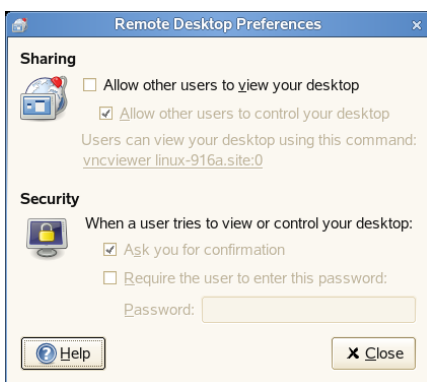 Remote Desktop Preferences
Sharing
Allow other users to view your desktop
Allow other users to control your desktop
Users can view your desktop using this command:
vncviewer linux-916a.site:0
Security
When a user tries to view or control your desktop:
Ask you for confirmation
Require the user to enter this password:
Password:
Help
Close